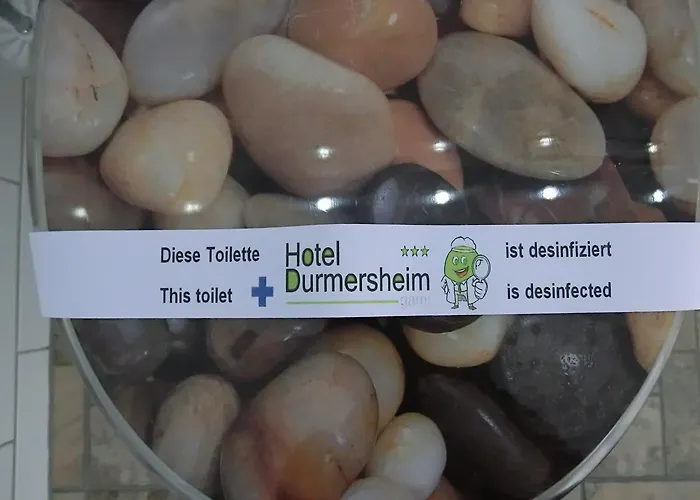 Diese Toilette
This toilet
Hotel
Durmersheim
garni
ist desinfiziert
is desinfected